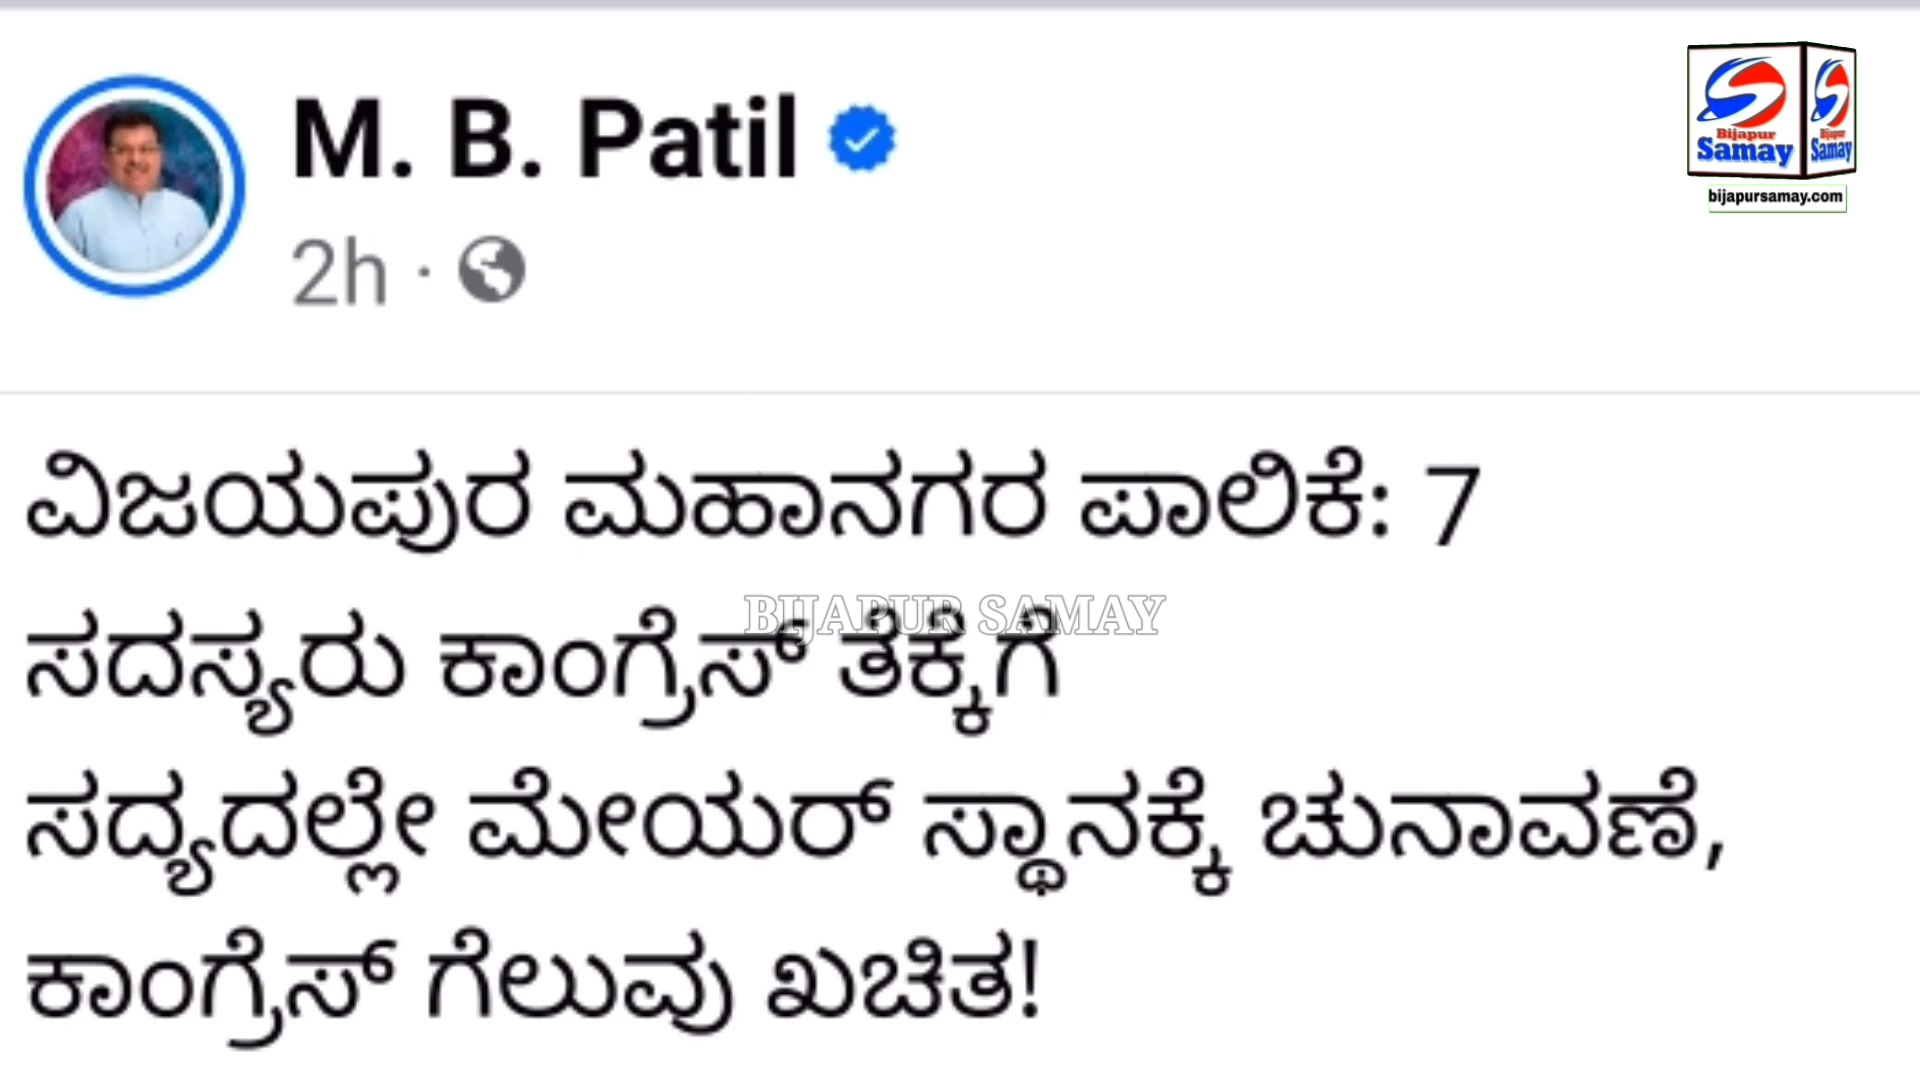 M. B. Patil
2h ·
Bijapur
Samay
Bijapur
Samay
bijapursamay.com
ವಿಜಯಪುರ ಮಹಾನಗರ ಪಾಲಿಕೆ: 7
BIJAPUR SAMAY
ಸದಸ್ಯರು ಕಾಂಗ್ರೆಸ್ ತೆಕ್ಕೆಗೆ
ಸದ್ಯದಲ್ಲೇ ಮೇಯರ್ ಸ್ಥಾನಕ್ಕೆ ಚುನಾವಣೆ,
ಕಾಂಗ್ರೆಸ್ ಗೆಲುವು ಖಚಿತ!